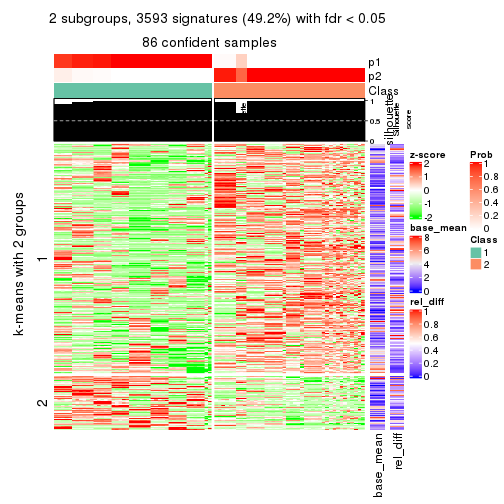 2 subgroups, 3593 signatures (49.2%) with fdr < 0.05
86 confident samples
p1
p2
Class
silhouette
Silhouette
score
1
0.5
0
k-means with 2 groups
1
2
base_mean
rel_diff
z-score
2
1
0
-1
-2
base_mean
8
6
4
2
0
rel_diff
1
0.8
0.6
0.4
0.2
0
Prob
1
0.8
0.6
0.4
0.2
0
Class
1
2